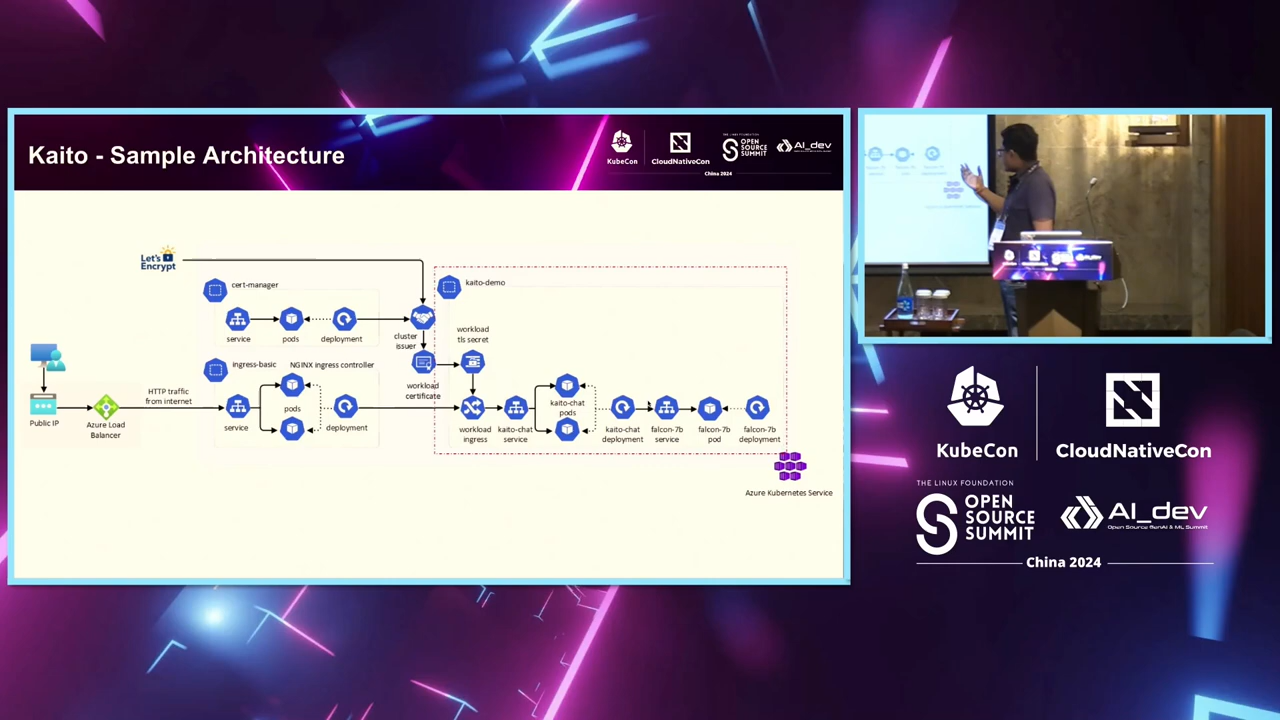 Kaito - Sample Architecture
KubeCon
CloudNativeCon
THE LINUX FOUNDATION
OPEN
SOURCE
SUMMIT
AI_dev
China 2024
Let's
Encrypt
cert-manager
service
pods
deployment
cluster
issuer
kaito-demo
workload
tls secret
ingress-basic
NGINX ingress controller
workload
certificate
Public IP
Azure Load
Balancer
HTTP traffic
from internet
service
pods
deployment
workload
ingress
kaito-chat
service
kaito-chat
pods
kaito-chat
deployment
falcon-7b
service
falcon-7b
pod
falcon-7b
deployment
Azure Kubernetes Service
KubeCon
CloudNativeCon
THE LINUX FOUNDATION
OPEN
SOURCE
SUMMIT
AI_dev
Open Source GenAI & ML Summit
China 2024